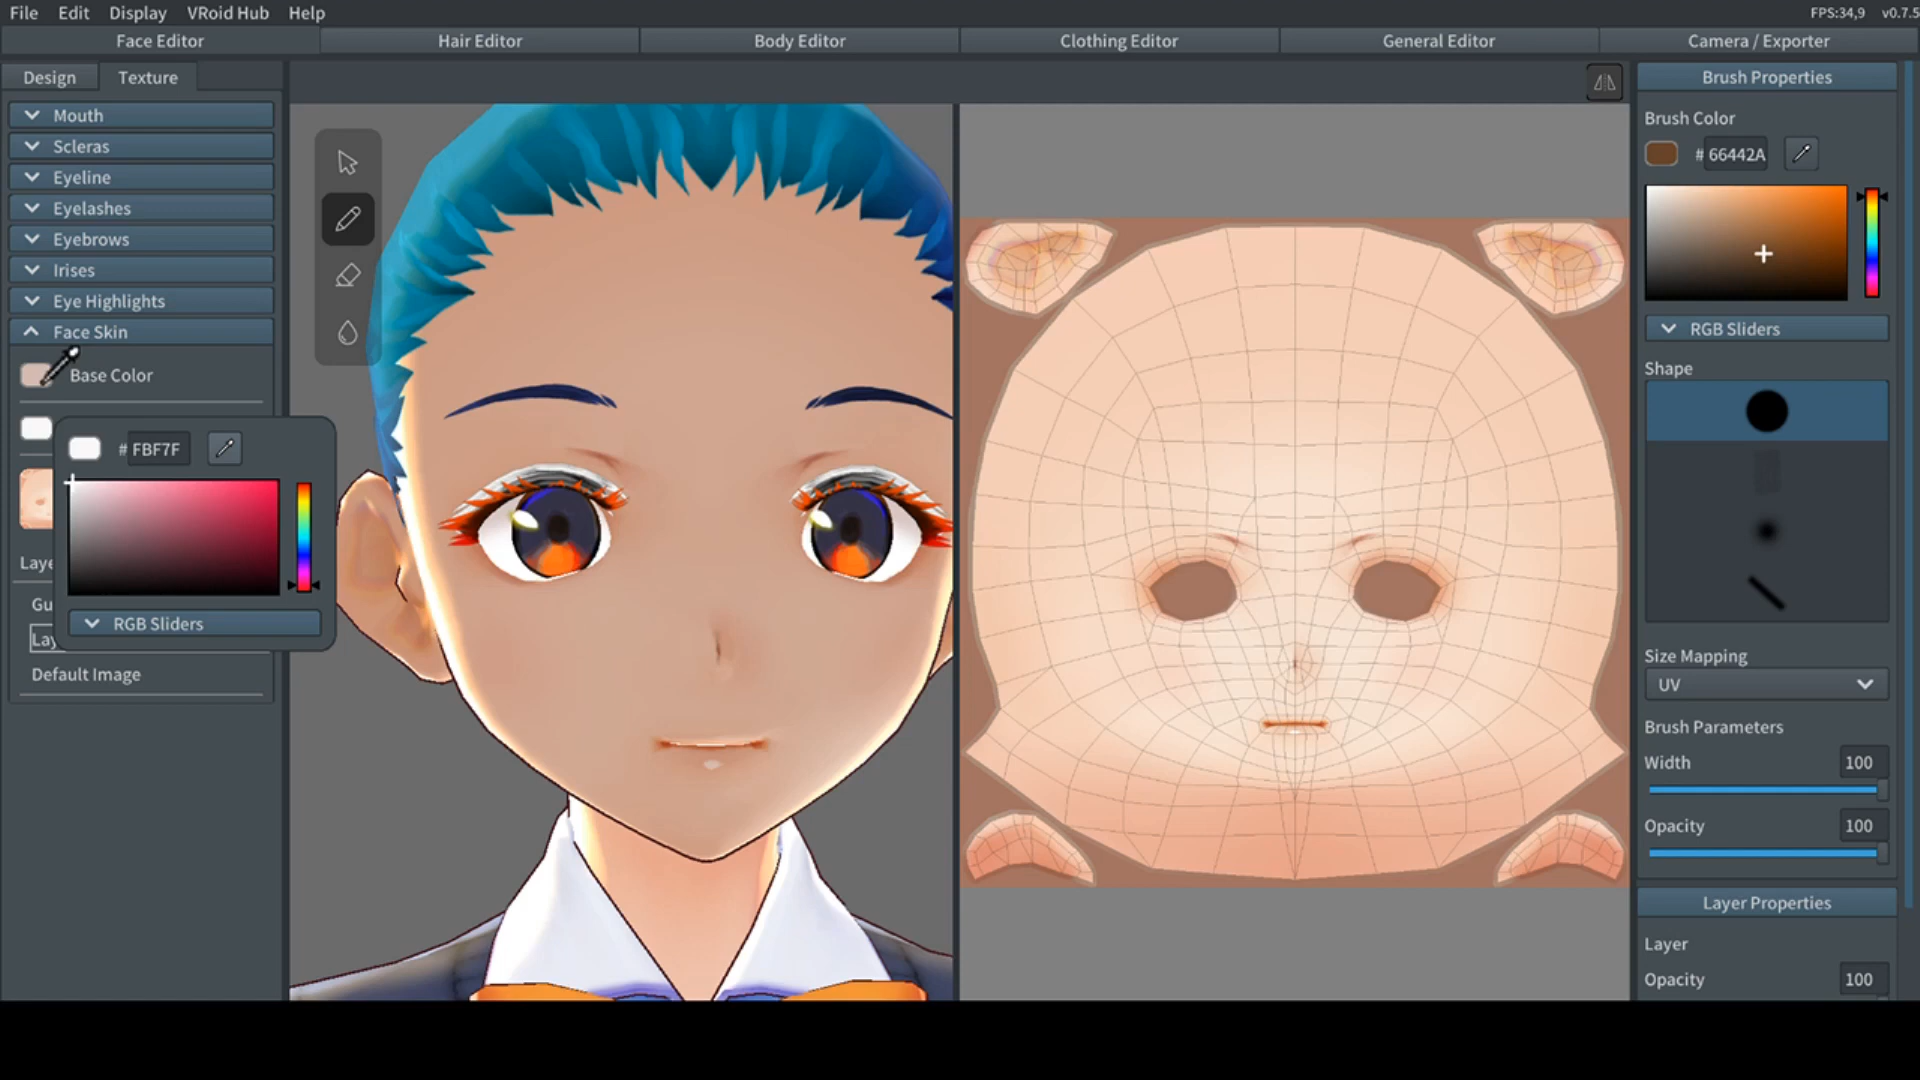 File Edit Display VRoid Hub Help FPS:34,9 v0.7.5
Face Editor Hair Editor Body Editor Clothing Editor General Editor Camera / Exporter
Design Texture
Mouth
Scleras
Eyeline
Eyelashes
Eyebrows
Irises
Eye Highlights
Face Skin
Base Color
# FBF7F
RGB Sliders
Laye
Gu
Lay
Default Image
Brush Properties
Brush Color
# 66442A
RGB Sliders
Shape
Size Mapping
UV
Brush Parameters
Width 100
Opacity 100
Layer Properties
Layer
Opacity 100